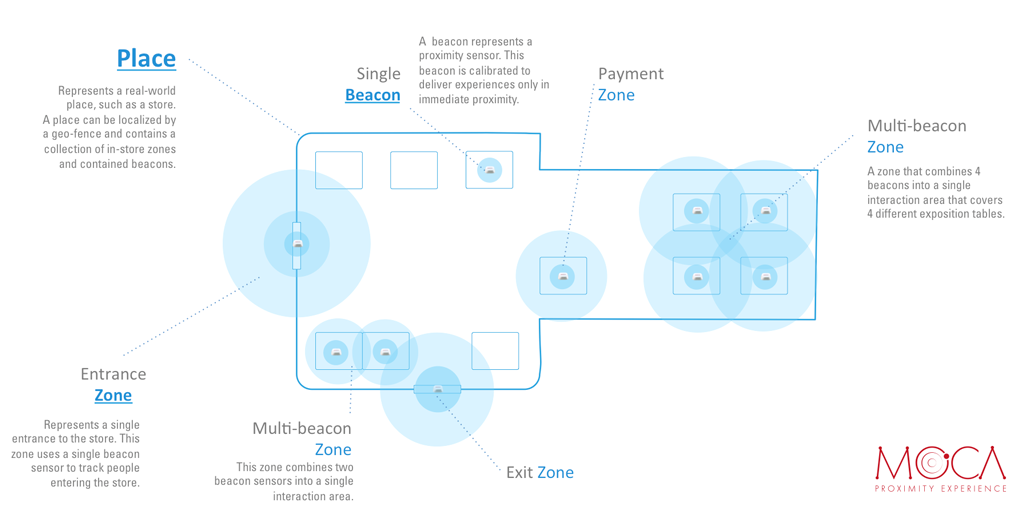 Place
Represents a real-world
place, such as a store.
A place can be localized by
a geo-fence and contains a
collection of in-store zones
and contained beacons.
Single
Beacon
A beacon represents a
proximity sensor. This
beacon is calibrated to
deliver experiences only in
immediate proximity.
Payment
Zone
Multi-beacon
Zone
A zone that combines 4
beacons into a single
interaction area that covers
4 different exposition tables.
Entrance
Zone
Represents a single
entrance to the store. This
zone uses a single beacon
sensor to track people
entering the store.
Multi-beacon
Zone
This zone combines two
beacon sensors into a single
interaction area.
Exit Zone
MOCA
PROXIMITY EXPERIENCE